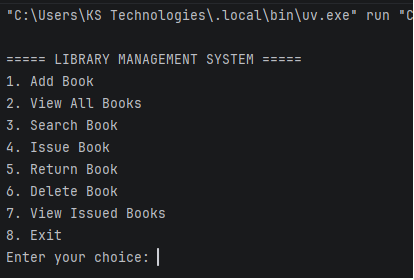 "C:\Users\KS Technologies\.local\bin\uv.exe" run "C
===== LIBRARY MANAGEMENT SYSTEM =====
1. Add Book
2. View All Books
3. Search Book
4. Issue Book
5. Return Book
6. Delete Book
7. View Issued Books
8. Exit
Enter your choice: